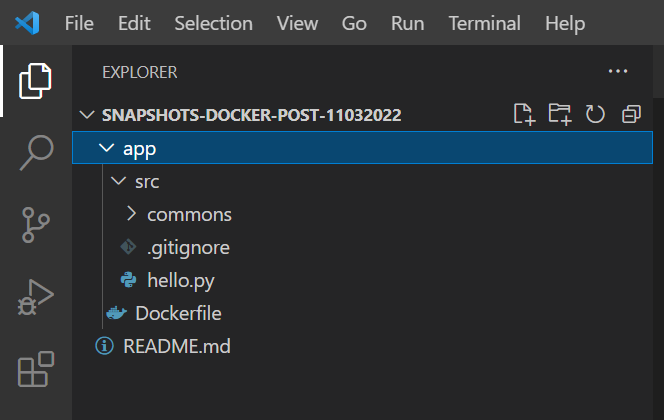 File Edit Selection View Go Run Terminal Help
EXPLORER
SNAPSHOTS-DOCKER-POST-11032022
app
src
commons
.gitignore
hello.py
Dockerfile
README.md